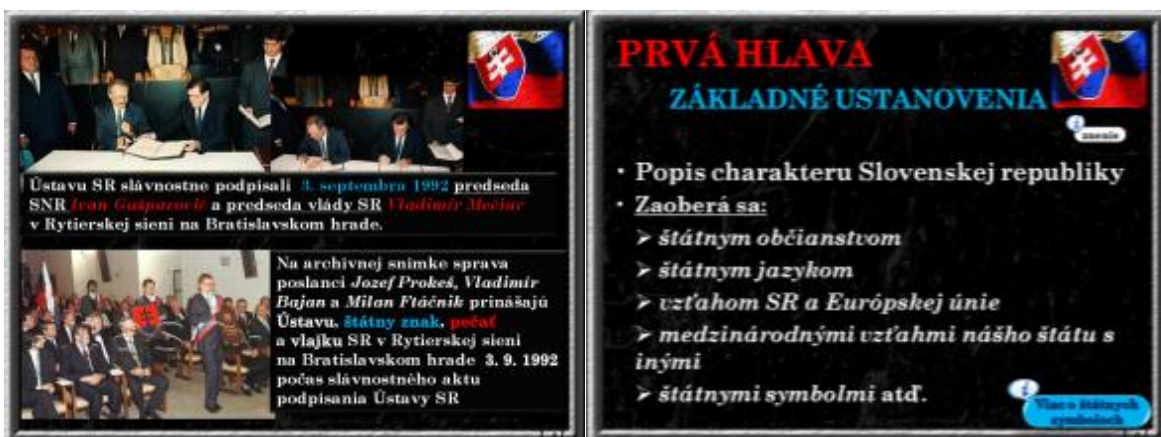 Ústavu SR slávnostne podpísali 3. septembra 1992 predseda
SNR Ivan Gašparovič a predseda vlády SR Vladimír Mečiar
v Rytierskej sieni na Bratislavskom hrade.
Na archívnej snímke sprava
poslanci Jozef Prokeš, Vladimír
Bajan a Milan Ftáčnik prinášajú
Ústavu, štátny znak, pečať
a vlajku SR v Rytierskej sieni
na Bratislavskom hrade 3. 9. 1992
počas slávnostného aktu
podpísania Ústavy SR
PRVÁ HLAVA
ZÁKLADNÉ USTANOVENIA
znenie
• Popis charakteru Slovenskej republiky
• Zaoberá sa:
➢ štátnym občianstvom
➢ štátnym jazykom
➢ vzťahom SR a Európskej únie
➢ medzinárodnými vzťahmi nášho štátu s
inými
➢ štátnymi symbolmi atď.
Viac o štátnych
symboloch